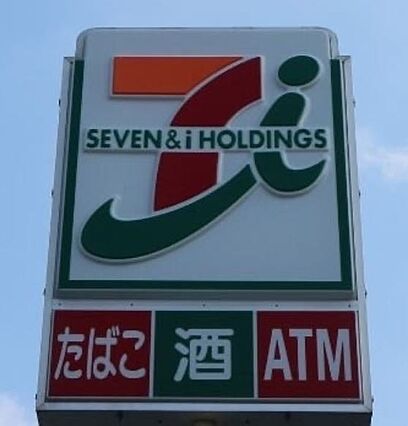 SEVEN & i HOLDINGS
たばこ 酒 ATM